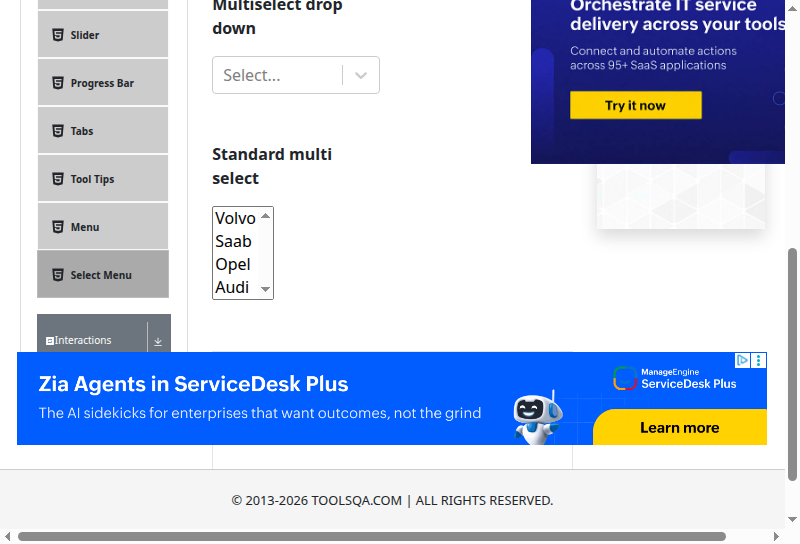 Slider
Progress Bar
Tabs
Tool Tips
Menu
Select Menu
Interactions
Multiselect drop
down
Select...
Standard multi
select
Volvo
Saab
Opel
Audi
Orchestrate IT service
delivery across your tools
Connect and automate actions
across 95+ SaaS applications
Try it now
Zia Agents in ServiceDesk Plus
The AI sidekicks for enterprises that want outcomes, not the grind
ManageEngine
ServiceDesk Plus
Learn more
© 2013-2026 TOOLSQA.COM | ALL RIGHTS RESERVED.